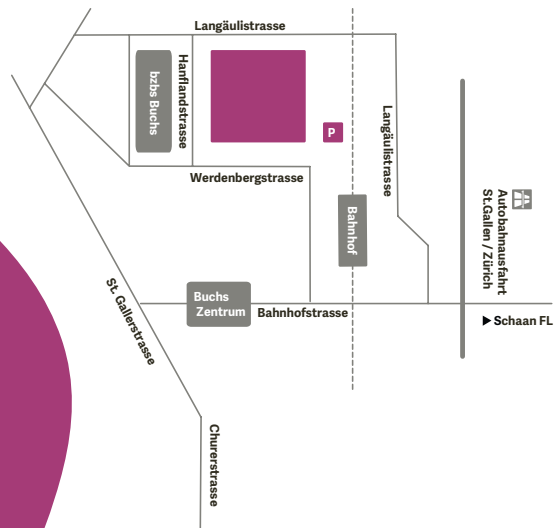 Langäulistrasse
bzbs Buchs
Hanflandstrasse
P
Langäulistrasse
Werdenbergstrasse
Bahnhof
Autobahnausfahrt
St.Gallen / Zürich
St. Gallerstrasse
Buchs
Zentrum
Bahnhofstrasse
Schaan FL
Churerstrasse